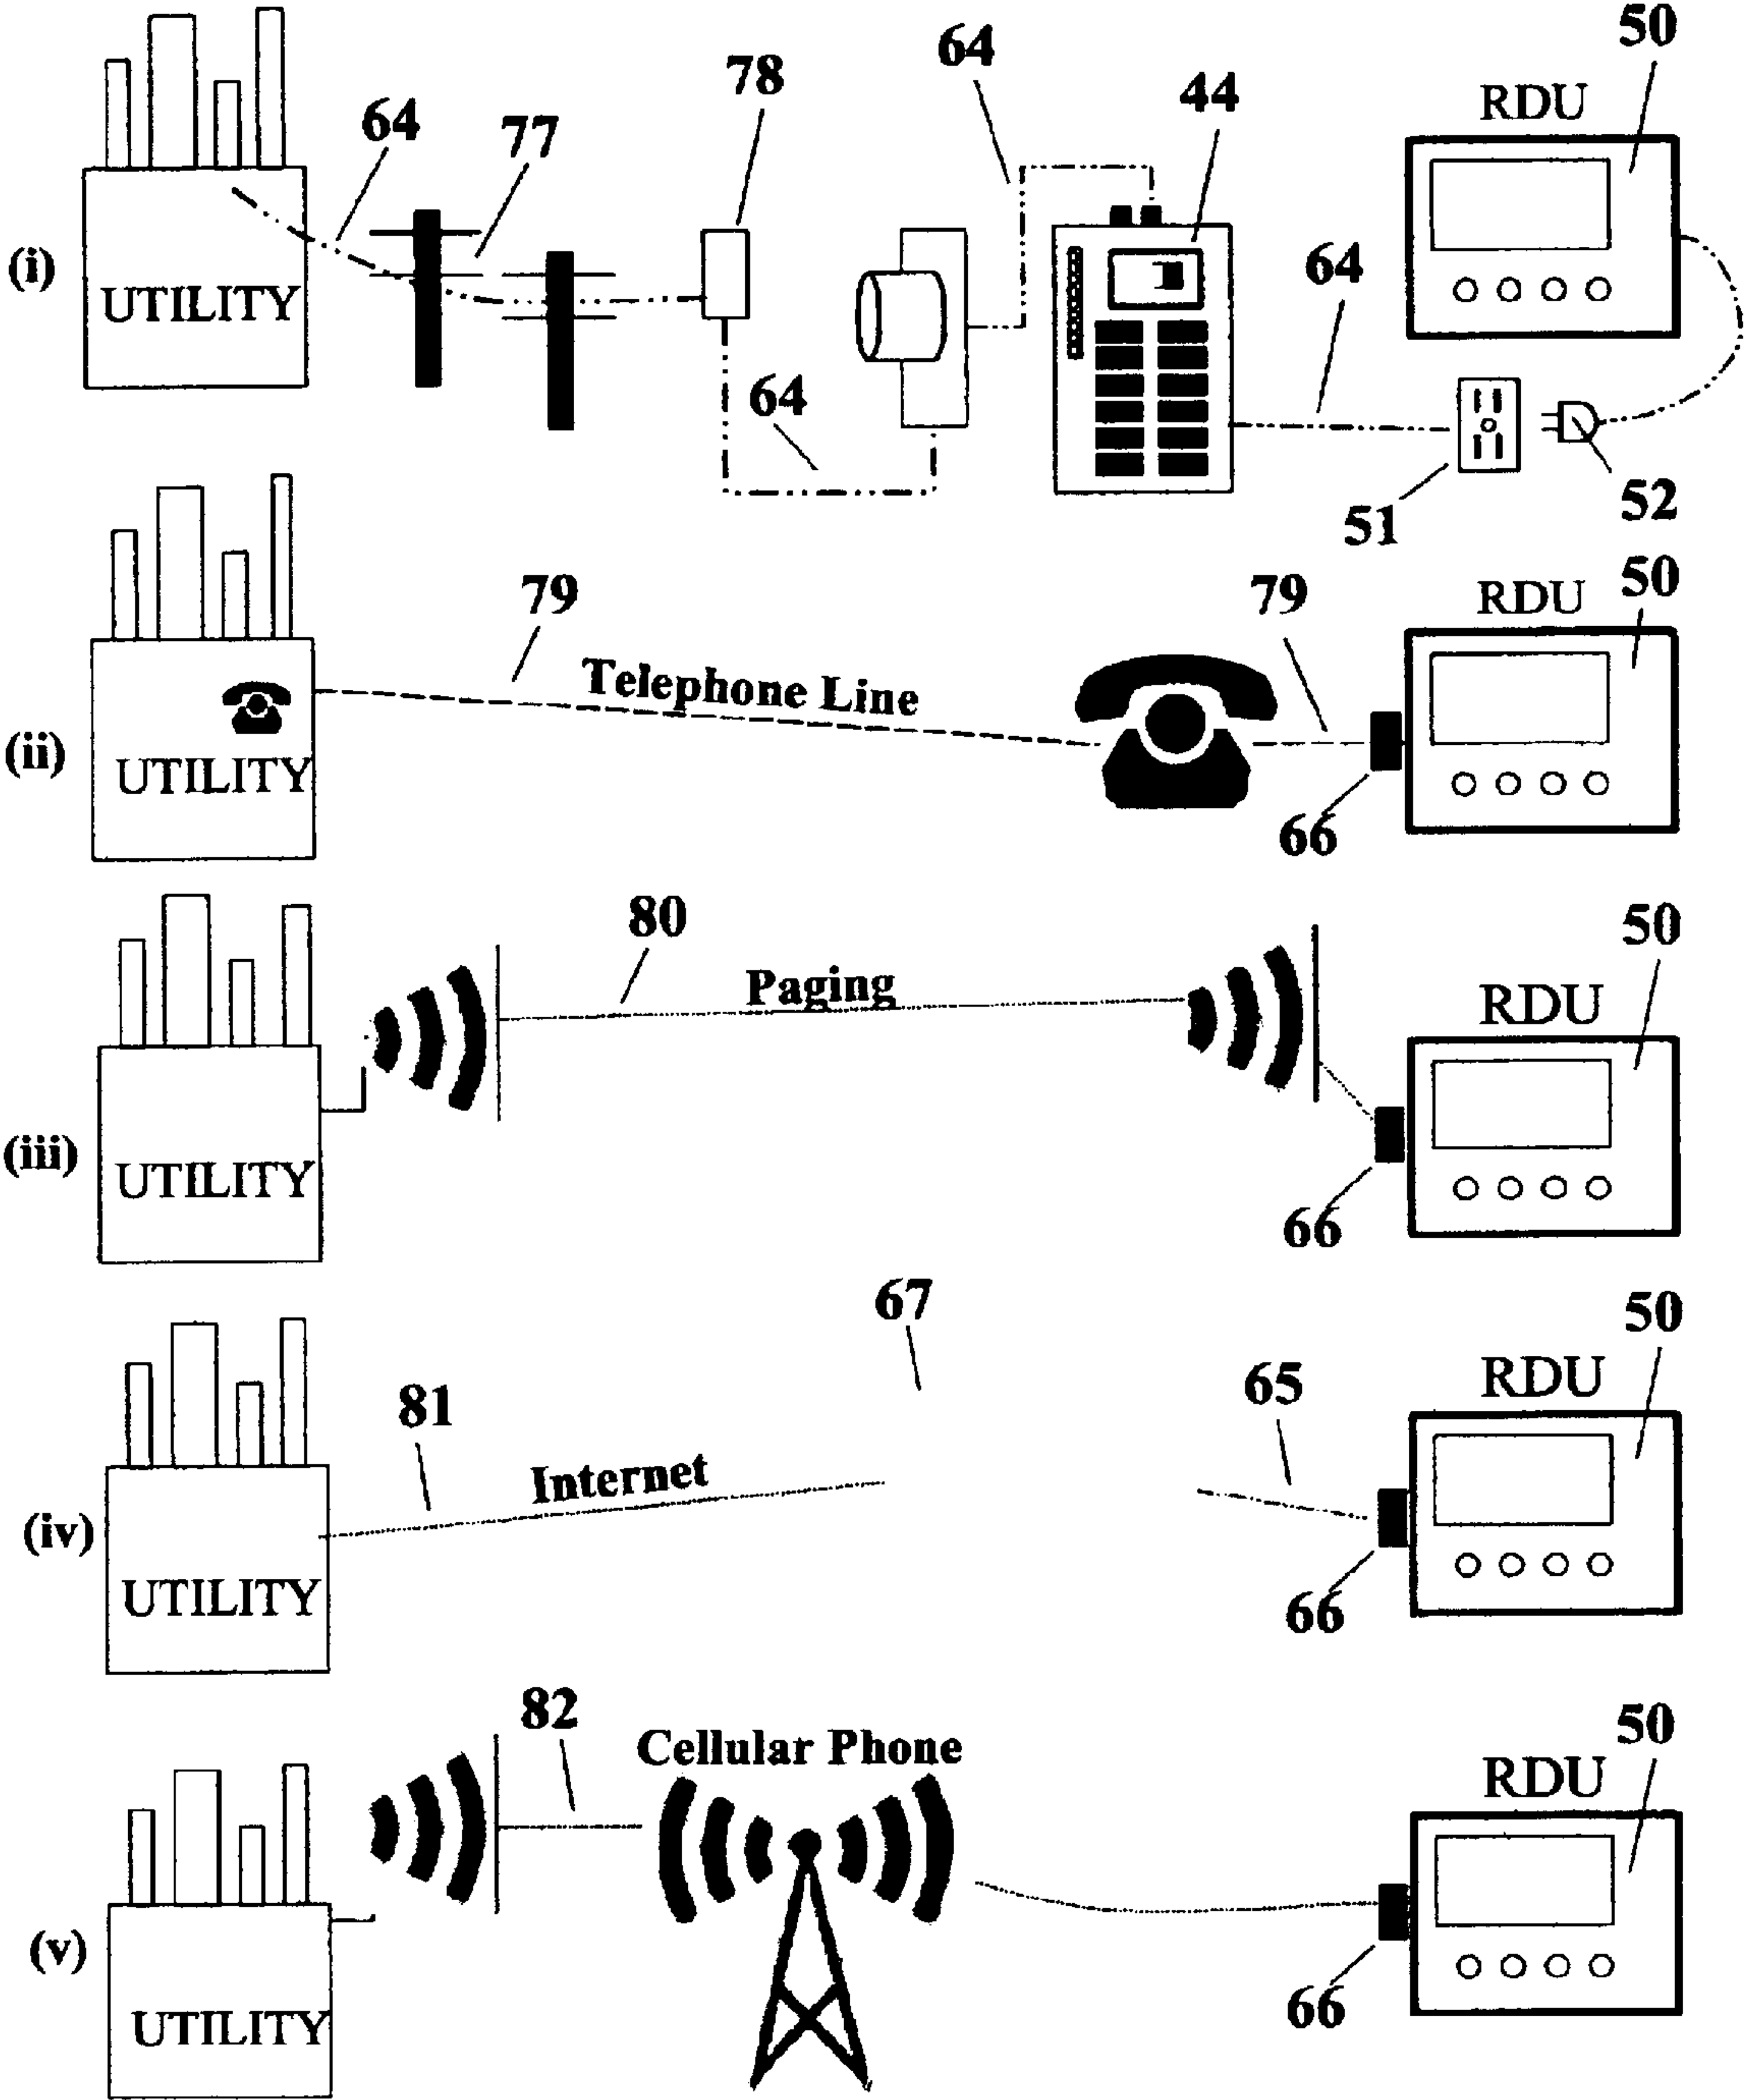 50
64
78
44
RDU
64
77
(i)
UTILITY
64
64
51
52
50
79
79
RDU
Telephone Line
(ii)
UTILITY
66
50
80
Paging
RDU
(iii)
UTILITY
66
67
50
81
65
RDU
Internet
(iv)
UTILITY
66
82
50
Cellular Phone
RDU
(v)
UTILITY
66